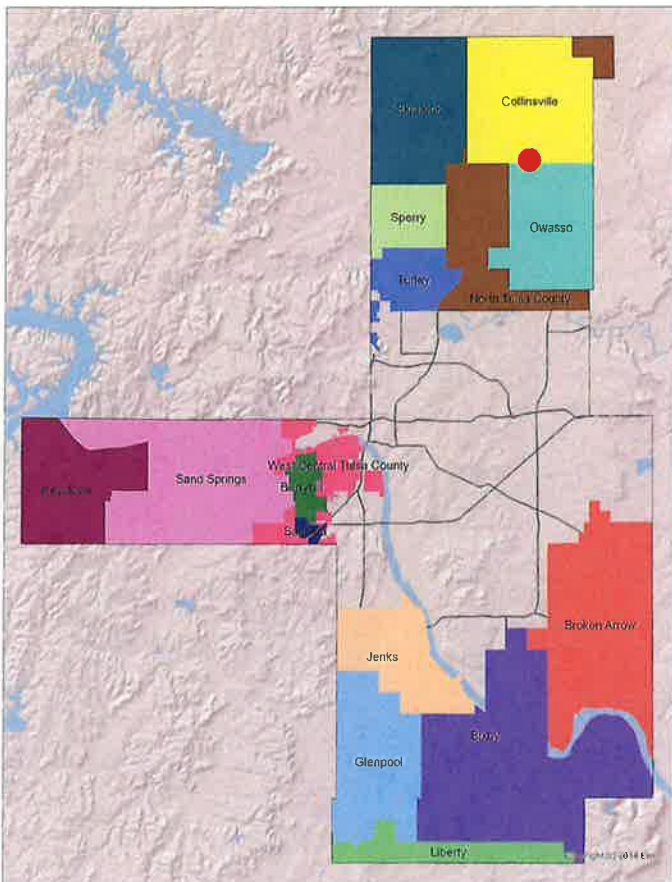 Collinsville
Sperry
Owasso
Turley
North Tulsa County
West Central Tulsa County
Sand Springs
Berryhill
Broken Arrow
Jenks
Bixby
Glenpool
Liberty